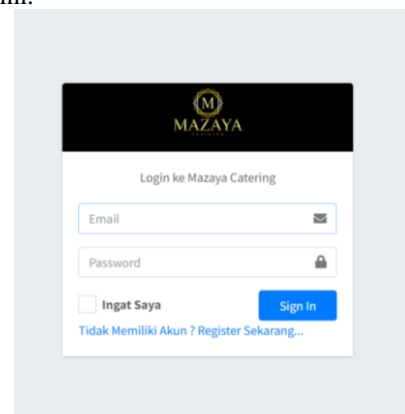 MAZAYA
Login ke Mazaya Catering
Email
Password
Ingat Saya
Sign In
Tidak Memiliki Akun ? Register Sekarang...